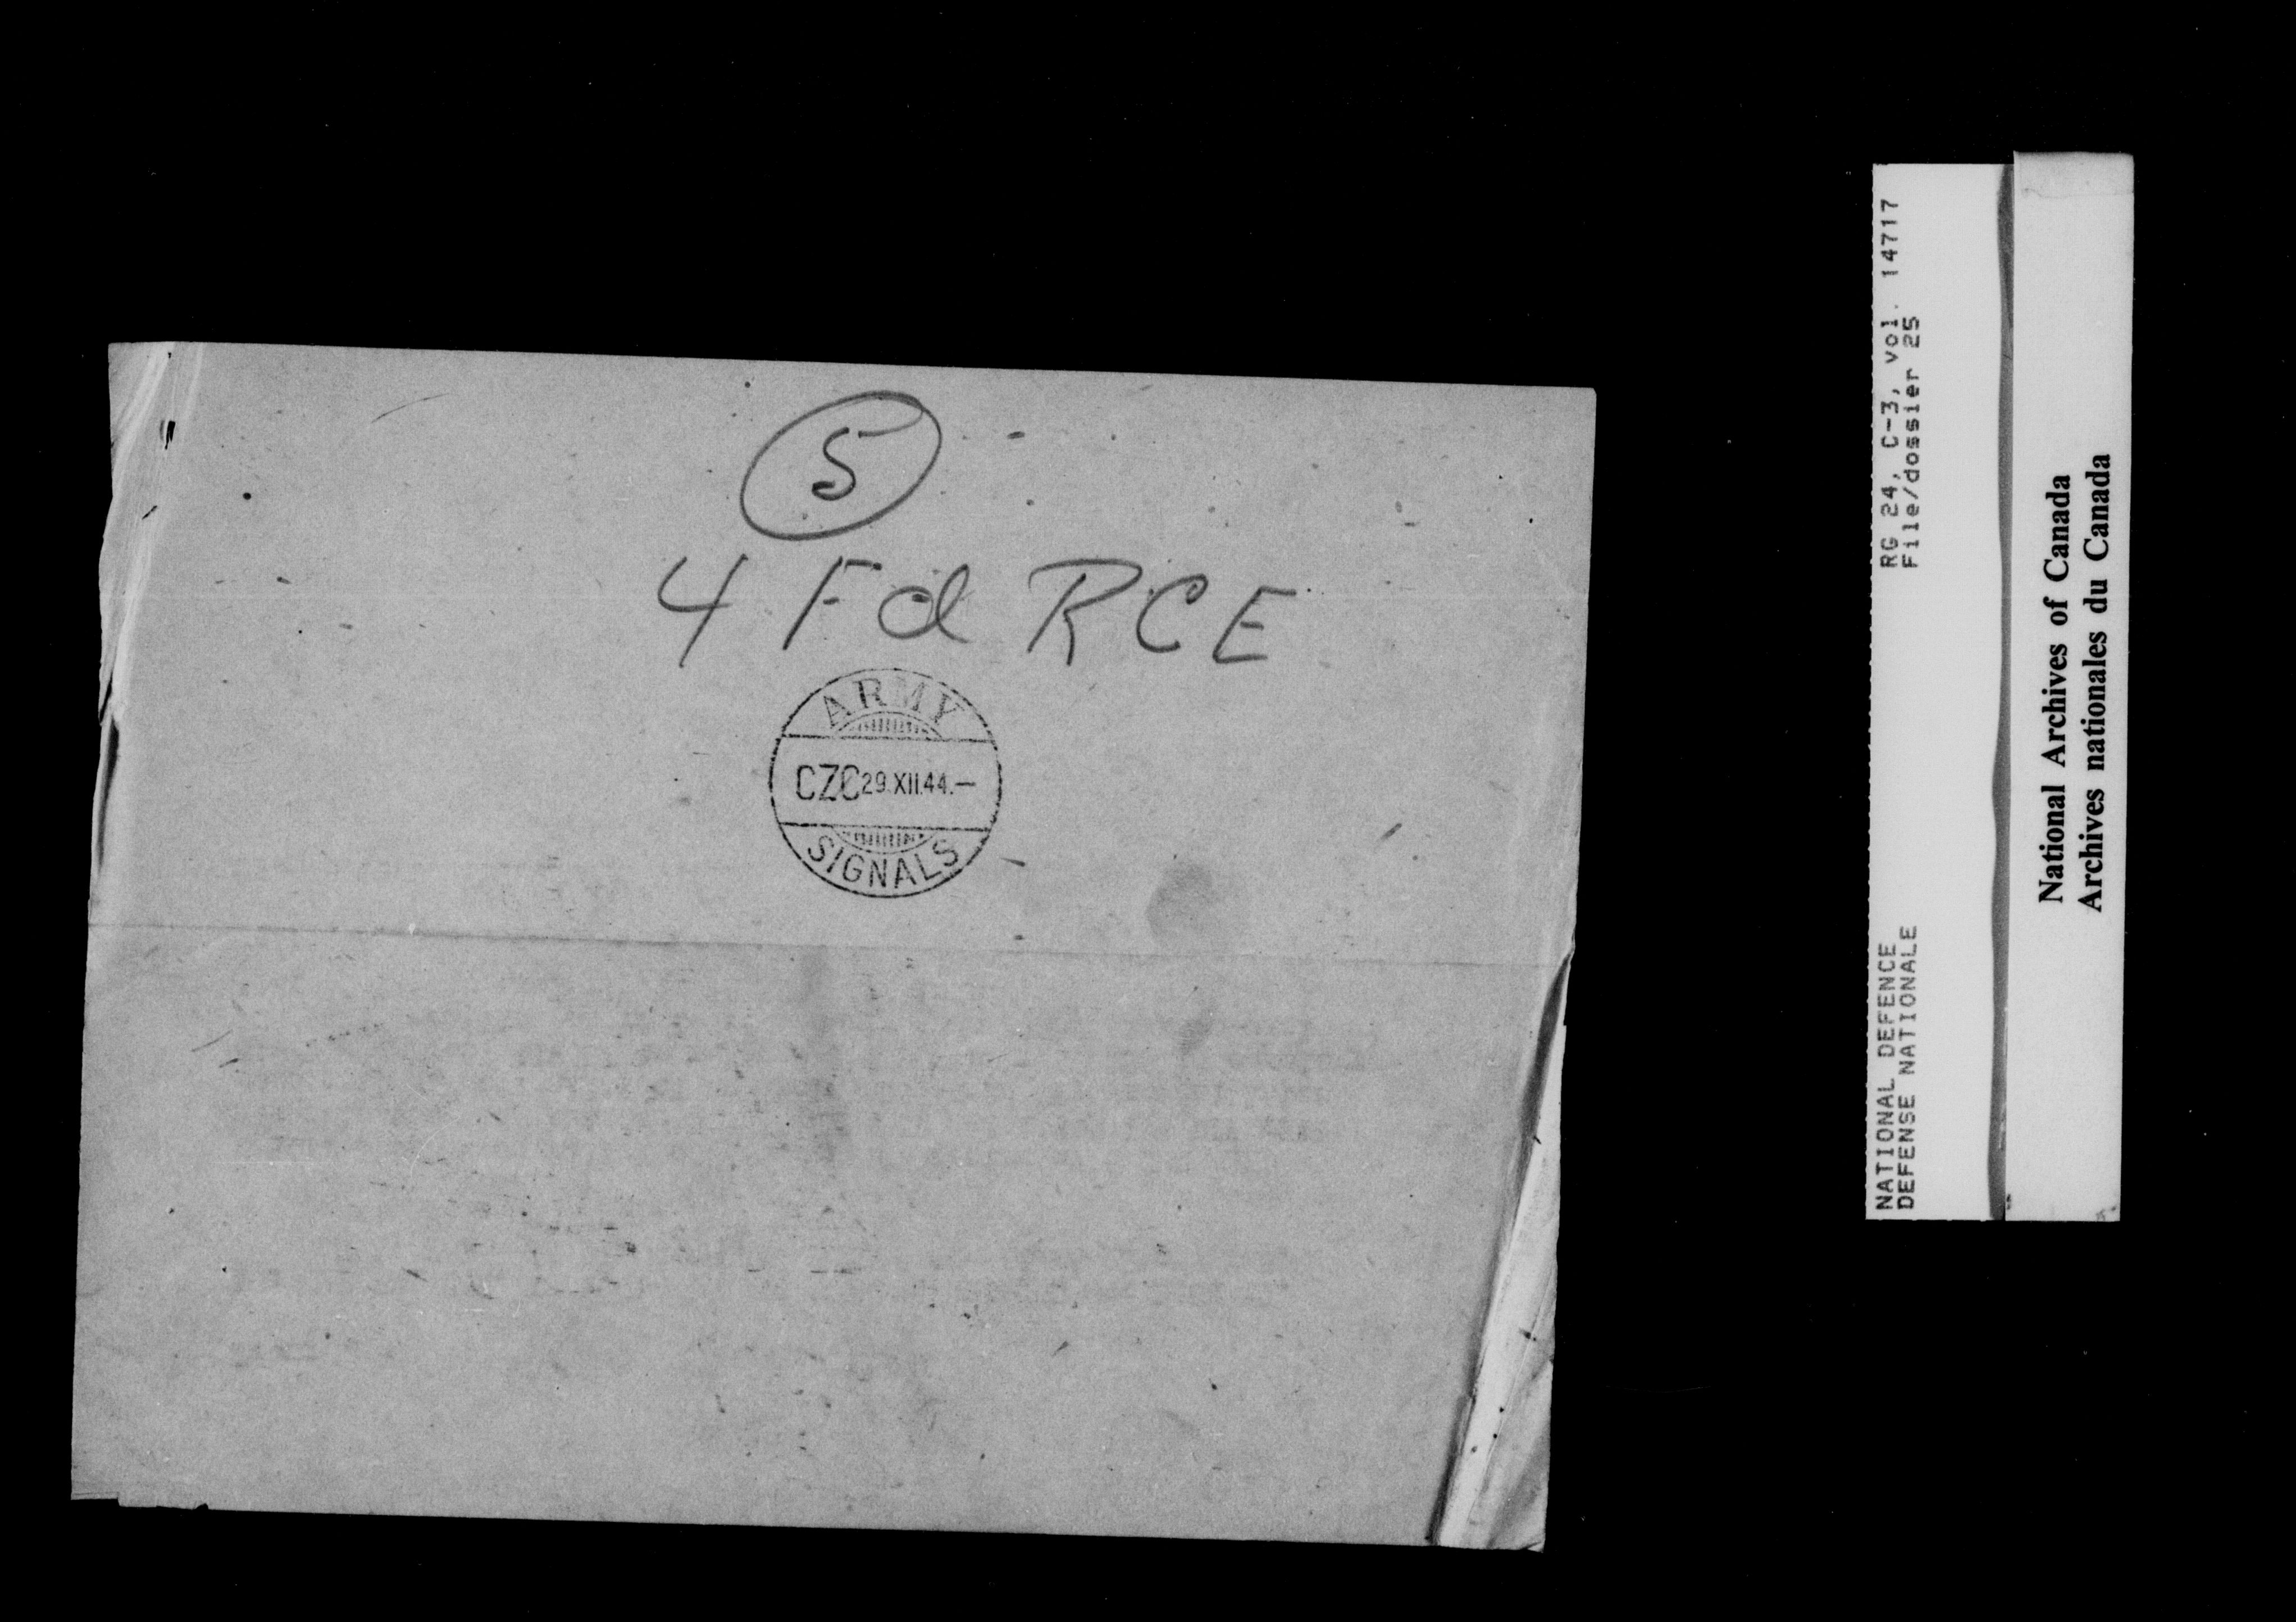 5
4 Fd RCE
ARMY
CZC 29.XII.44.—
SIGNALS
NATIONAL DEFENCE RG 24, C-3, vol. 14717
DEFENSE NATIONALE File/dossier 25
National Archives of Canada
Archives nationales du Canada